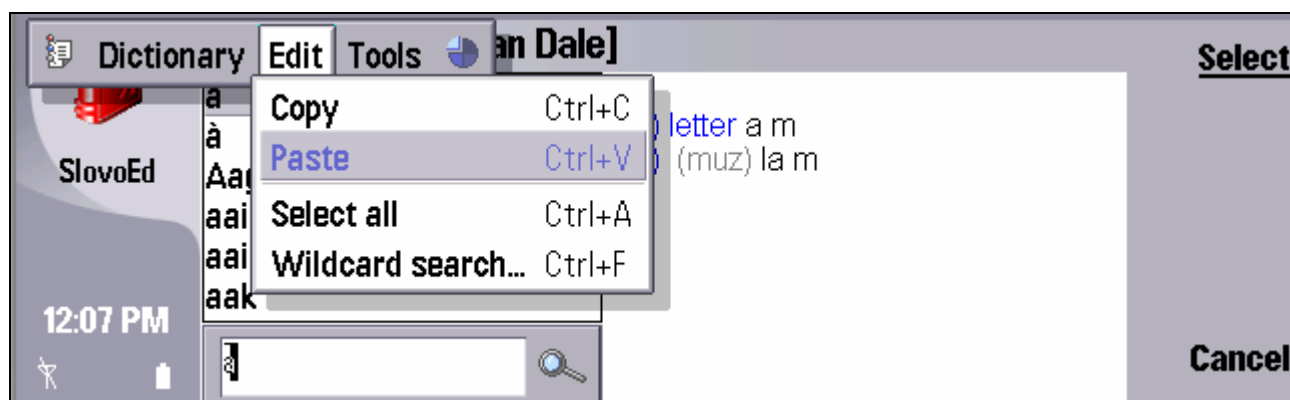 Dictionary Edit Tools an Dale]
Select
a
à
Aa
aai
aai
aak
Copy Ctrl+C
Paste Ctrl+V
Select all Ctrl+A
Wildcard search... Ctrl+F
) letter a m
) (muz) la m
SlovoEd
12:07 PM
a
Cancel